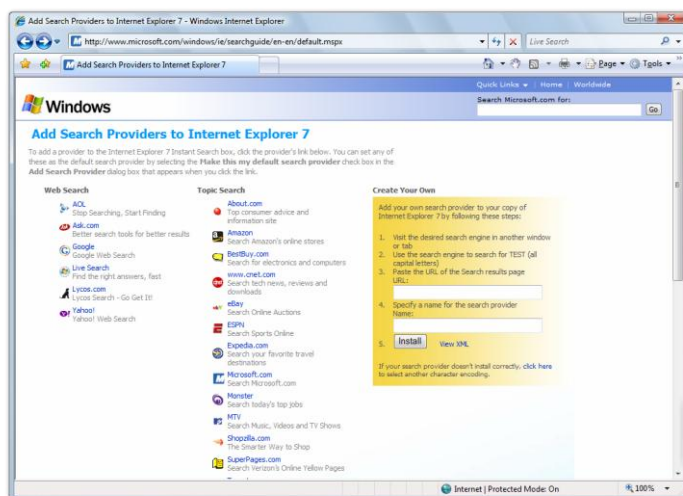 Add Search Providers to Internet Explorer 7 - Windows Internet Explorer
http://www.microsoft.com/windows/ie/searchguide/en-en/default.mspx
Live Search
Add Search Providers to Internet Explorer 7
Page
Tools
Quick Links | Home | Worldwide
Windows
Search Microsoft.com for:
Go
Add Search Providers to Internet Explorer 7
To add a provider to the Internet Explorer 7 Instant Search box, click the provider's link below. You can set any of
these as the default search provider by selecting the Make this my default search provider check box in the
Add Search Provider dialog box that appears when you click the link.
Web Search
AOL
Stop Searching, Start Finding
Ask.com
Better search tools for better results
Google
Google Web Search
Live Search
Find the right answers, fast
Lycos.com
Lycos Search - Go Get It!
Yahoo!
Yahoo! Web Search
Topic Search
About.com
Top consumer advice and
information site
Amazon
Search Amazon's online stores
BestBuy.com
Search for electronics and computers
www.cnet.com
Search tech news, reviews and
downloads
eBay
Search Online Auctions
ESPN
Search Sports Online
Expedia.com
Search your favorite travel
destinations
Microsoft.com
Search Microsoft.com
Monster
Search today's top jobs
MTV
Search Music, Videos and TV Shows
Shopzilla.com
The Smarter Way to Shop
SuperPages.com
Search Verizon's Online Yellow Pages
Create Your Own
Add your own search provider to your copy of
Internet Explorer 7 by following these steps:
1. Visit the desired search engine in another window
or tab
2. Use the search engine to search for TEST (all
capital letters)
3. Paste the URL of the Search results page
URL:
4. Specify a name for the search provider
Name:
5. Install View XML
If your search provider doesn't install correctly, click here
to select another character encoding.
Internet | Protected Mode: On
100%